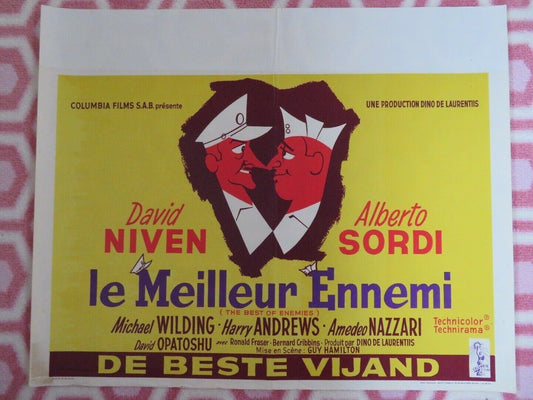 COLUMBIA FILMS S.A.B. présente
UNE PRODUCTION DINO DE LAURENTIIS
David
NIVEN
Alberto
SORDI
le Meilleur Ennemi
(THE BEST OF ENEMIES)
Michael WILDING · Harry ANDREWS · Amedeo NAZZARI
David OPATOSHU avec Ronald Fraser · Bernard Cribbins · Produit par DINO DE LAURENTIIS
Mise en Scène : GUY HAMILTON
Technicolor®
Technirama®
DE BESTE VIJAND